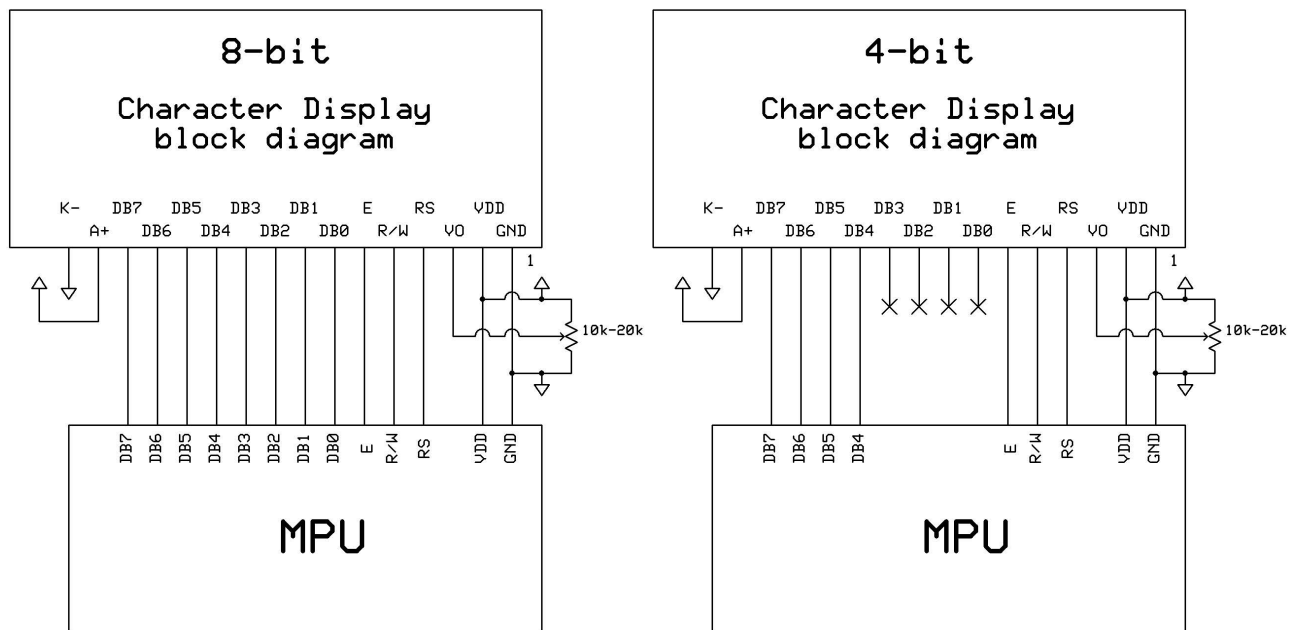 8-bit
Character Display
block diagram
K- DB7 DB5 DB3 DB1 E RS VDD
A+ DB6 DB4 DB2 DB0 R/W VO GND
1
10k-20k
DB7 DB6 DB5 DB4 DB3 DB2 DB1 DB0 E R/W RS VDD GND
MPU
4-bit
Character Display
block diagram
K- DB7 DB5 DB3 DB1 E RS VDD
A+ DB6 DB4 DB2 DB0 R/W VO GND
1
10k-20k
DB7 DB6 DB5 DB4 E R/W RS VDD GND
MPU